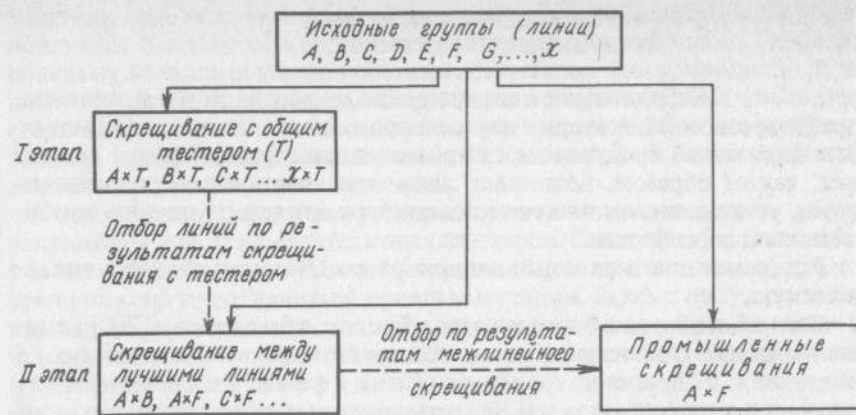 Исходные группы (линии)
A, B, C, D, E, F, G,...,X
I этап
Скрещивание с общим
тестером (T)
A×T, B×T, C×T...X×T
Отбор линий по ре-
зультатам скрещи-
вания с тестером
II этап
Скрещивание между
лучшими линиями
A×B, A×F, C×F...
Отбор по результа-
там межлинейного
скрещивания
Промышленные
скрещивания
A×F